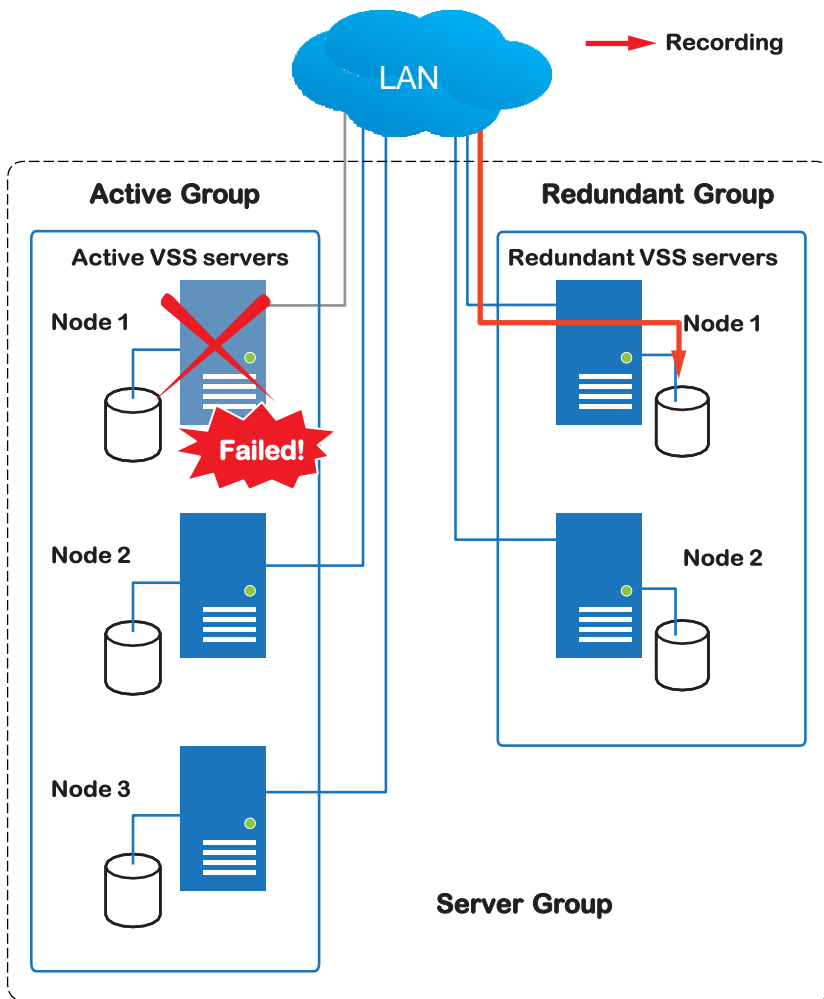 LAN
Recording
Active Group
Redundant Group
Active VSS servers
Redundant VSS servers
Node 1
Node 1
Failed!
Node 2
Node 2
Node 3
Server Group